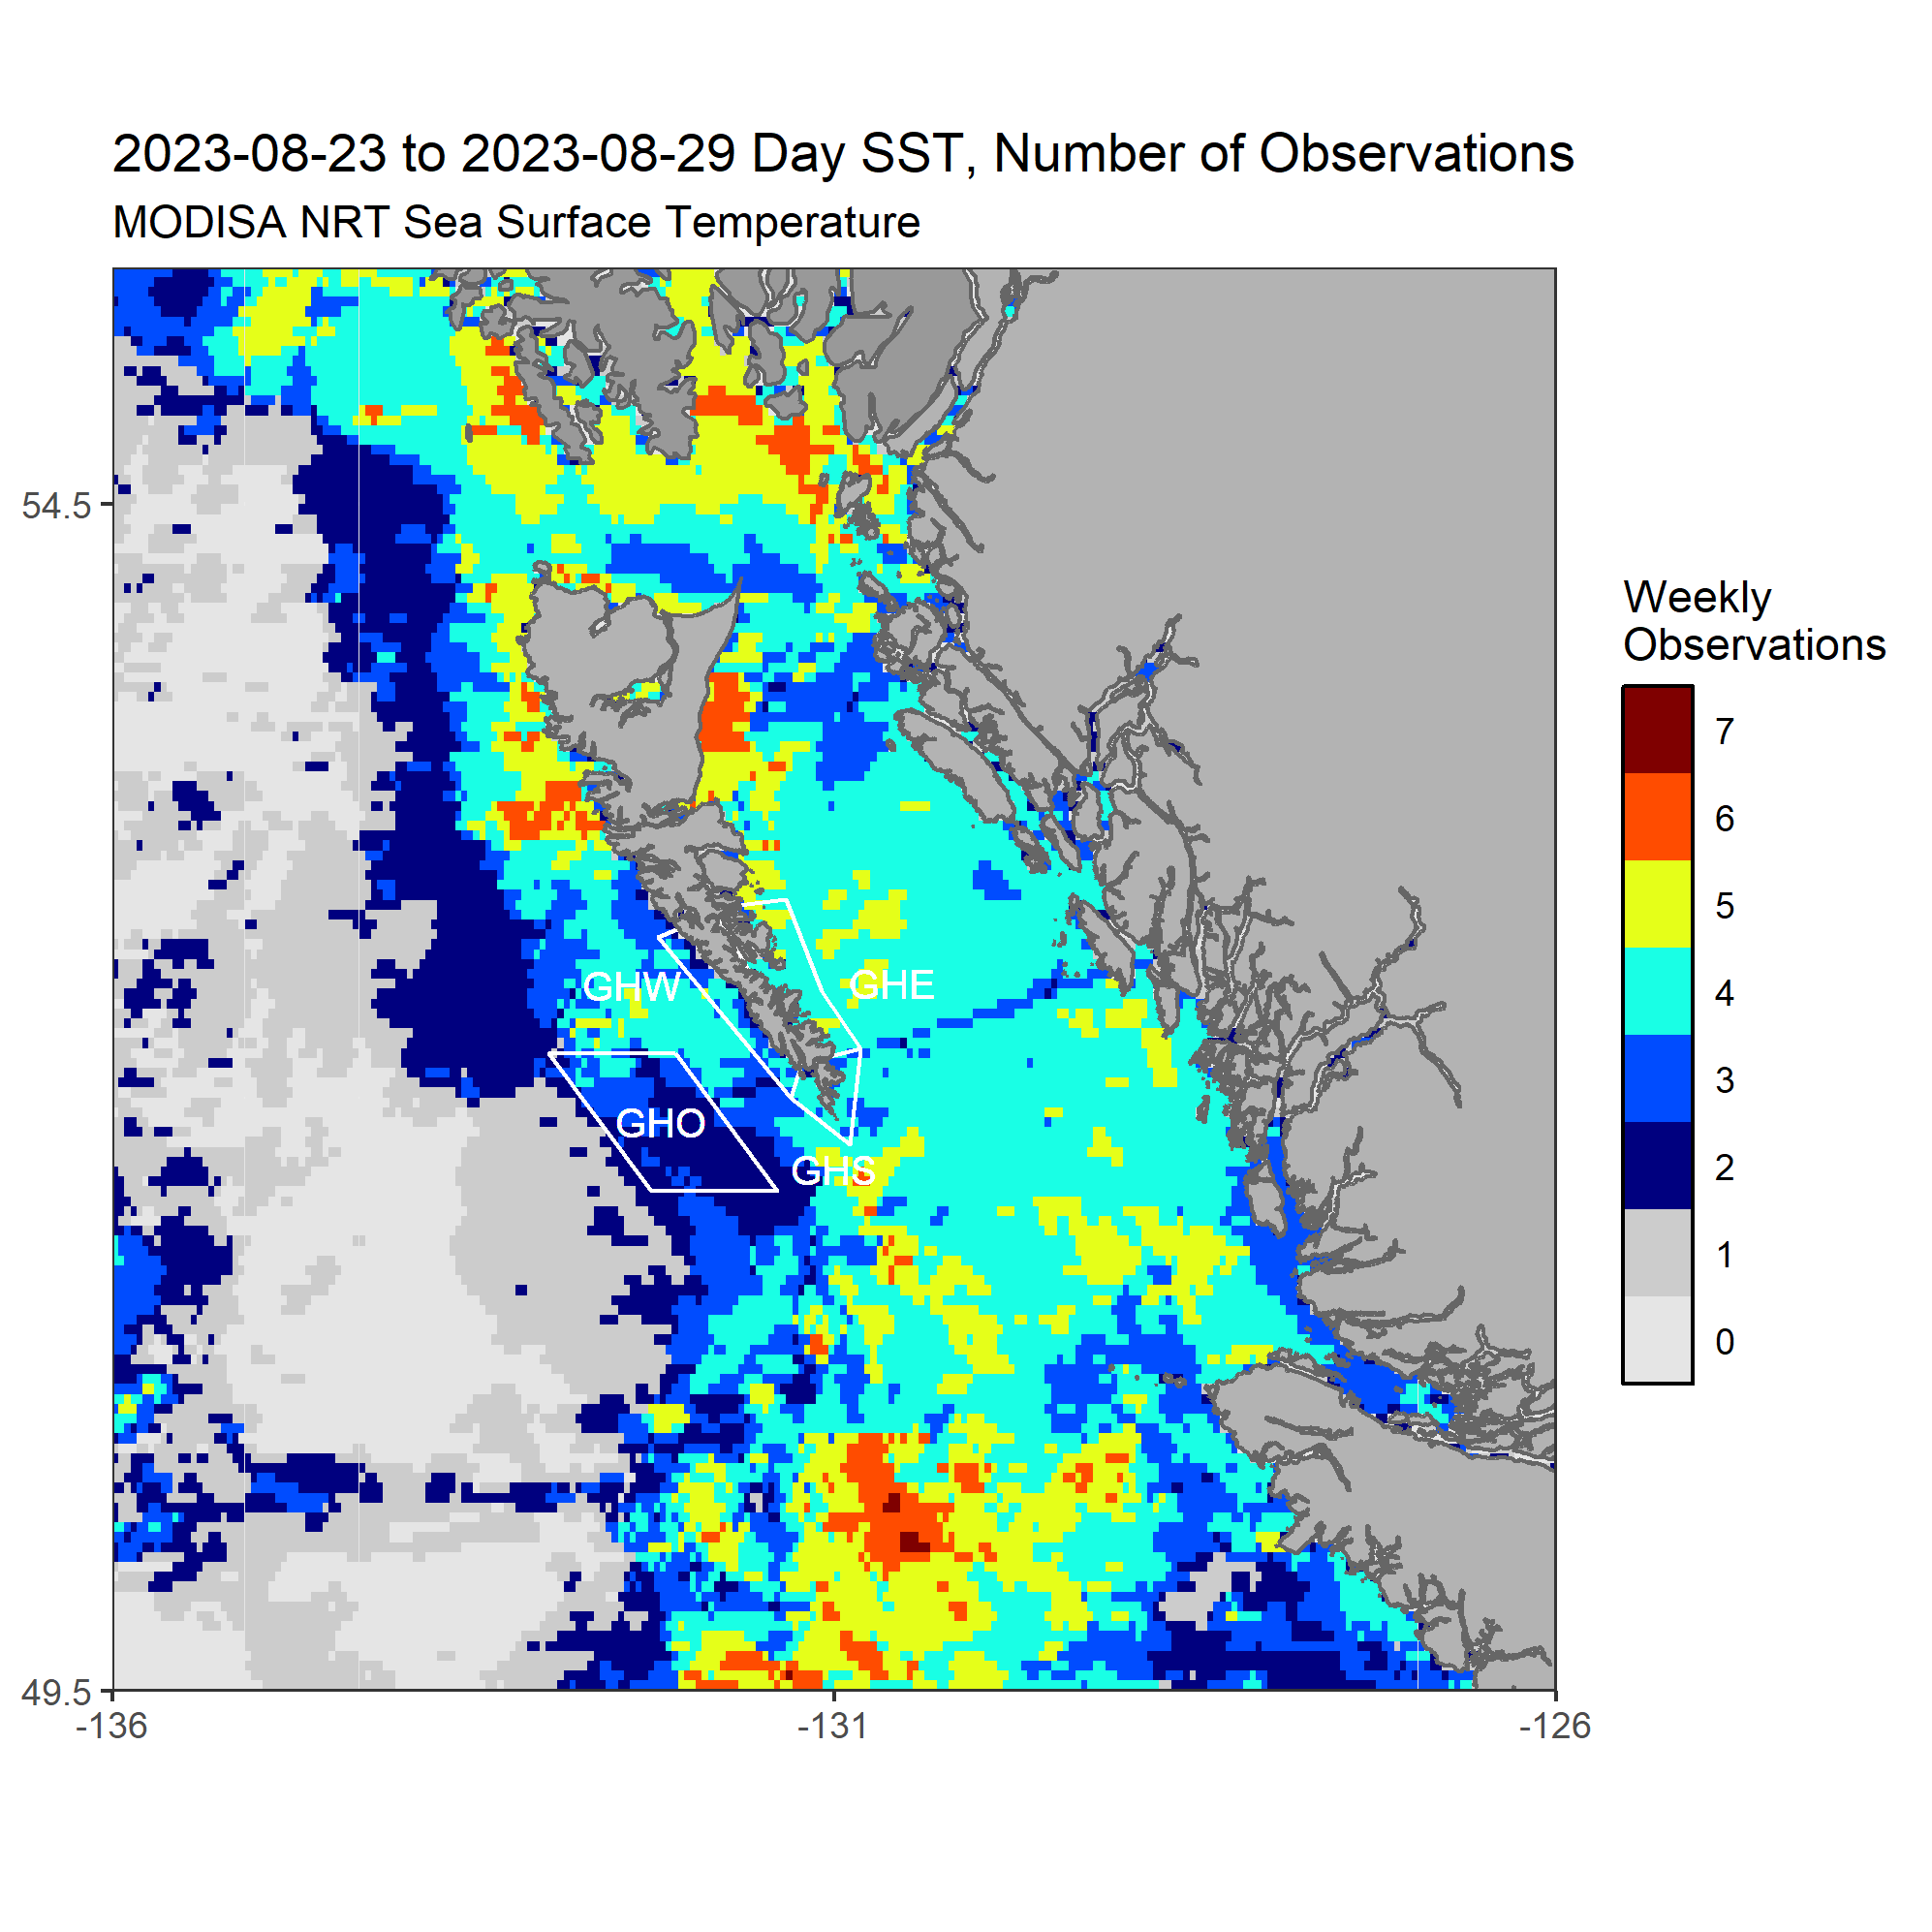 2023-08-23 to 2023-08-29 Day SST, Number of Observations
MODISA NRT Sea Surface Temperature
54.5
49.5
-136
-131
-126
GHW
GHE
GHO
GHS
Weekly
Observations
7
6
5
4
3
2
1
0